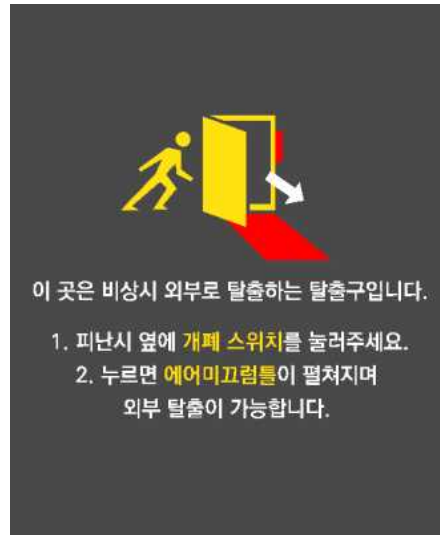 이 곳은 비상시 외부로 탈출하는 탈출구입니다.
1. 피난시 옆에 개폐 스위치를 눌러주세요.
2. 누르면 에어미끄럼틀이 펼쳐지며
외부 탈출이 가능합니다.